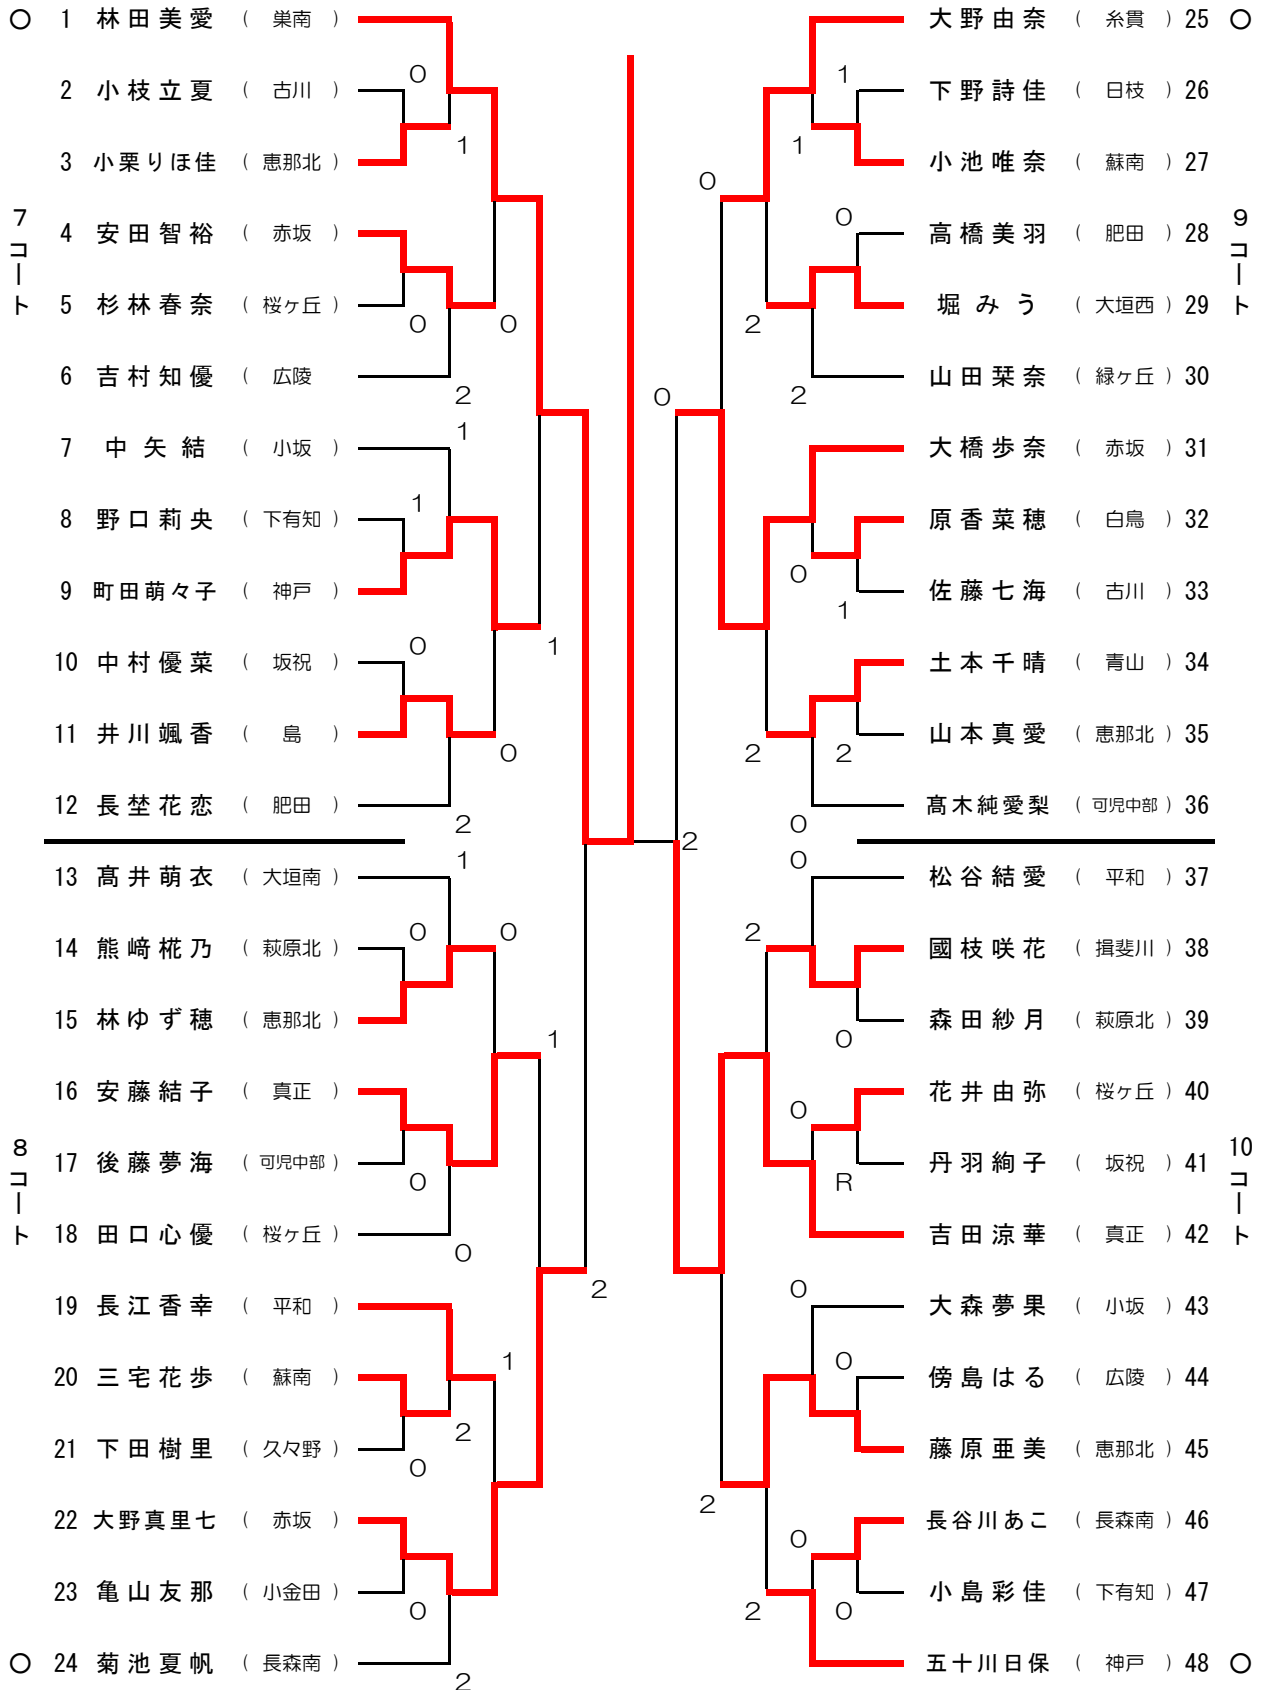 ○ 1 林田美愛 ( 巣南 )
2 小枝立夏 ( 古川 )
0
3 小栗りほ佳 ( 恵那北 )
1
7コート
4 安田智裕 ( 赤坂 )
5 杉林春奈 ( 桜ヶ丘 )
0 0
6 吉村知優 ( 広陵
2
1
7 中矢結 ( 小坂 )
8 野口莉央 ( 下有知 )
1
9 町田萌々子 ( 神戸 )
1
10 中村優菜 ( 坂祝 )
0
11 井川颯香 ( 島 )
0
12 長埜花恋 ( 肥田 )
2
1
13 髙井萌衣 ( 大垣南 )
14 熊﨑椛乃 ( 萩原北 )
0 0
15 林ゆず穂 ( 恵那北 )
1
16 安藤結子 ( 真正 )
8コート
17 後藤夢海 ( 可児中部 )
0
18 田口心優 ( 桜ヶ丘 )
0
2
19 長江香幸 ( 平和 )
1
20 三宅花歩 ( 蘇南 )
2
21 下田樹里 ( 久々野 )
0
22 大野真里七 ( 赤坂 )
23 亀山友那 ( 小金田 )
0
○ 24 菊池夏帆 ( 長森南 )
2
大野由奈 ( 糸貫 ) 25 ○
1
下野詩佳 ( 日枝 ) 26
1
小池唯奈 ( 蘇南 ) 27
0
0
高橋美羽 ( 肥田 ) 28
9コート
堀みう ( 大垣西 ) 29
2
山田栞奈 ( 緑ヶ丘 ) 30
2
0
大橋歩奈 ( 赤坂 ) 31
原香菜穂 ( 白鳥 ) 32
0
佐藤七海 ( 古川 ) 33
1
土本千晴 ( 青山 ) 34
山本真愛 ( 恵那北 ) 35
2 2
髙木純愛梨 ( 可児中部 ) 36
0
2
0
松谷結愛 ( 平和 ) 37
2
國枝咲花 ( 揖斐川 ) 38
森田紗月 ( 萩原北 ) 39
0
花井由弥 ( 桜ヶ丘 ) 40
0
10コート
丹羽絢子 ( 坂祝 ) 41
R
吉田涼華 ( 真正 ) 42
0
大森夢果 ( 小坂 ) 43
0
傍島はる ( 広陵 ) 44
藤原亜美 ( 恵那北 ) 45
2
長谷川あこ ( 長森南 ) 46
0
小島彩佳 ( 下有知 ) 47
2 0
五十川日保 ( 神戸 ) 48 ○